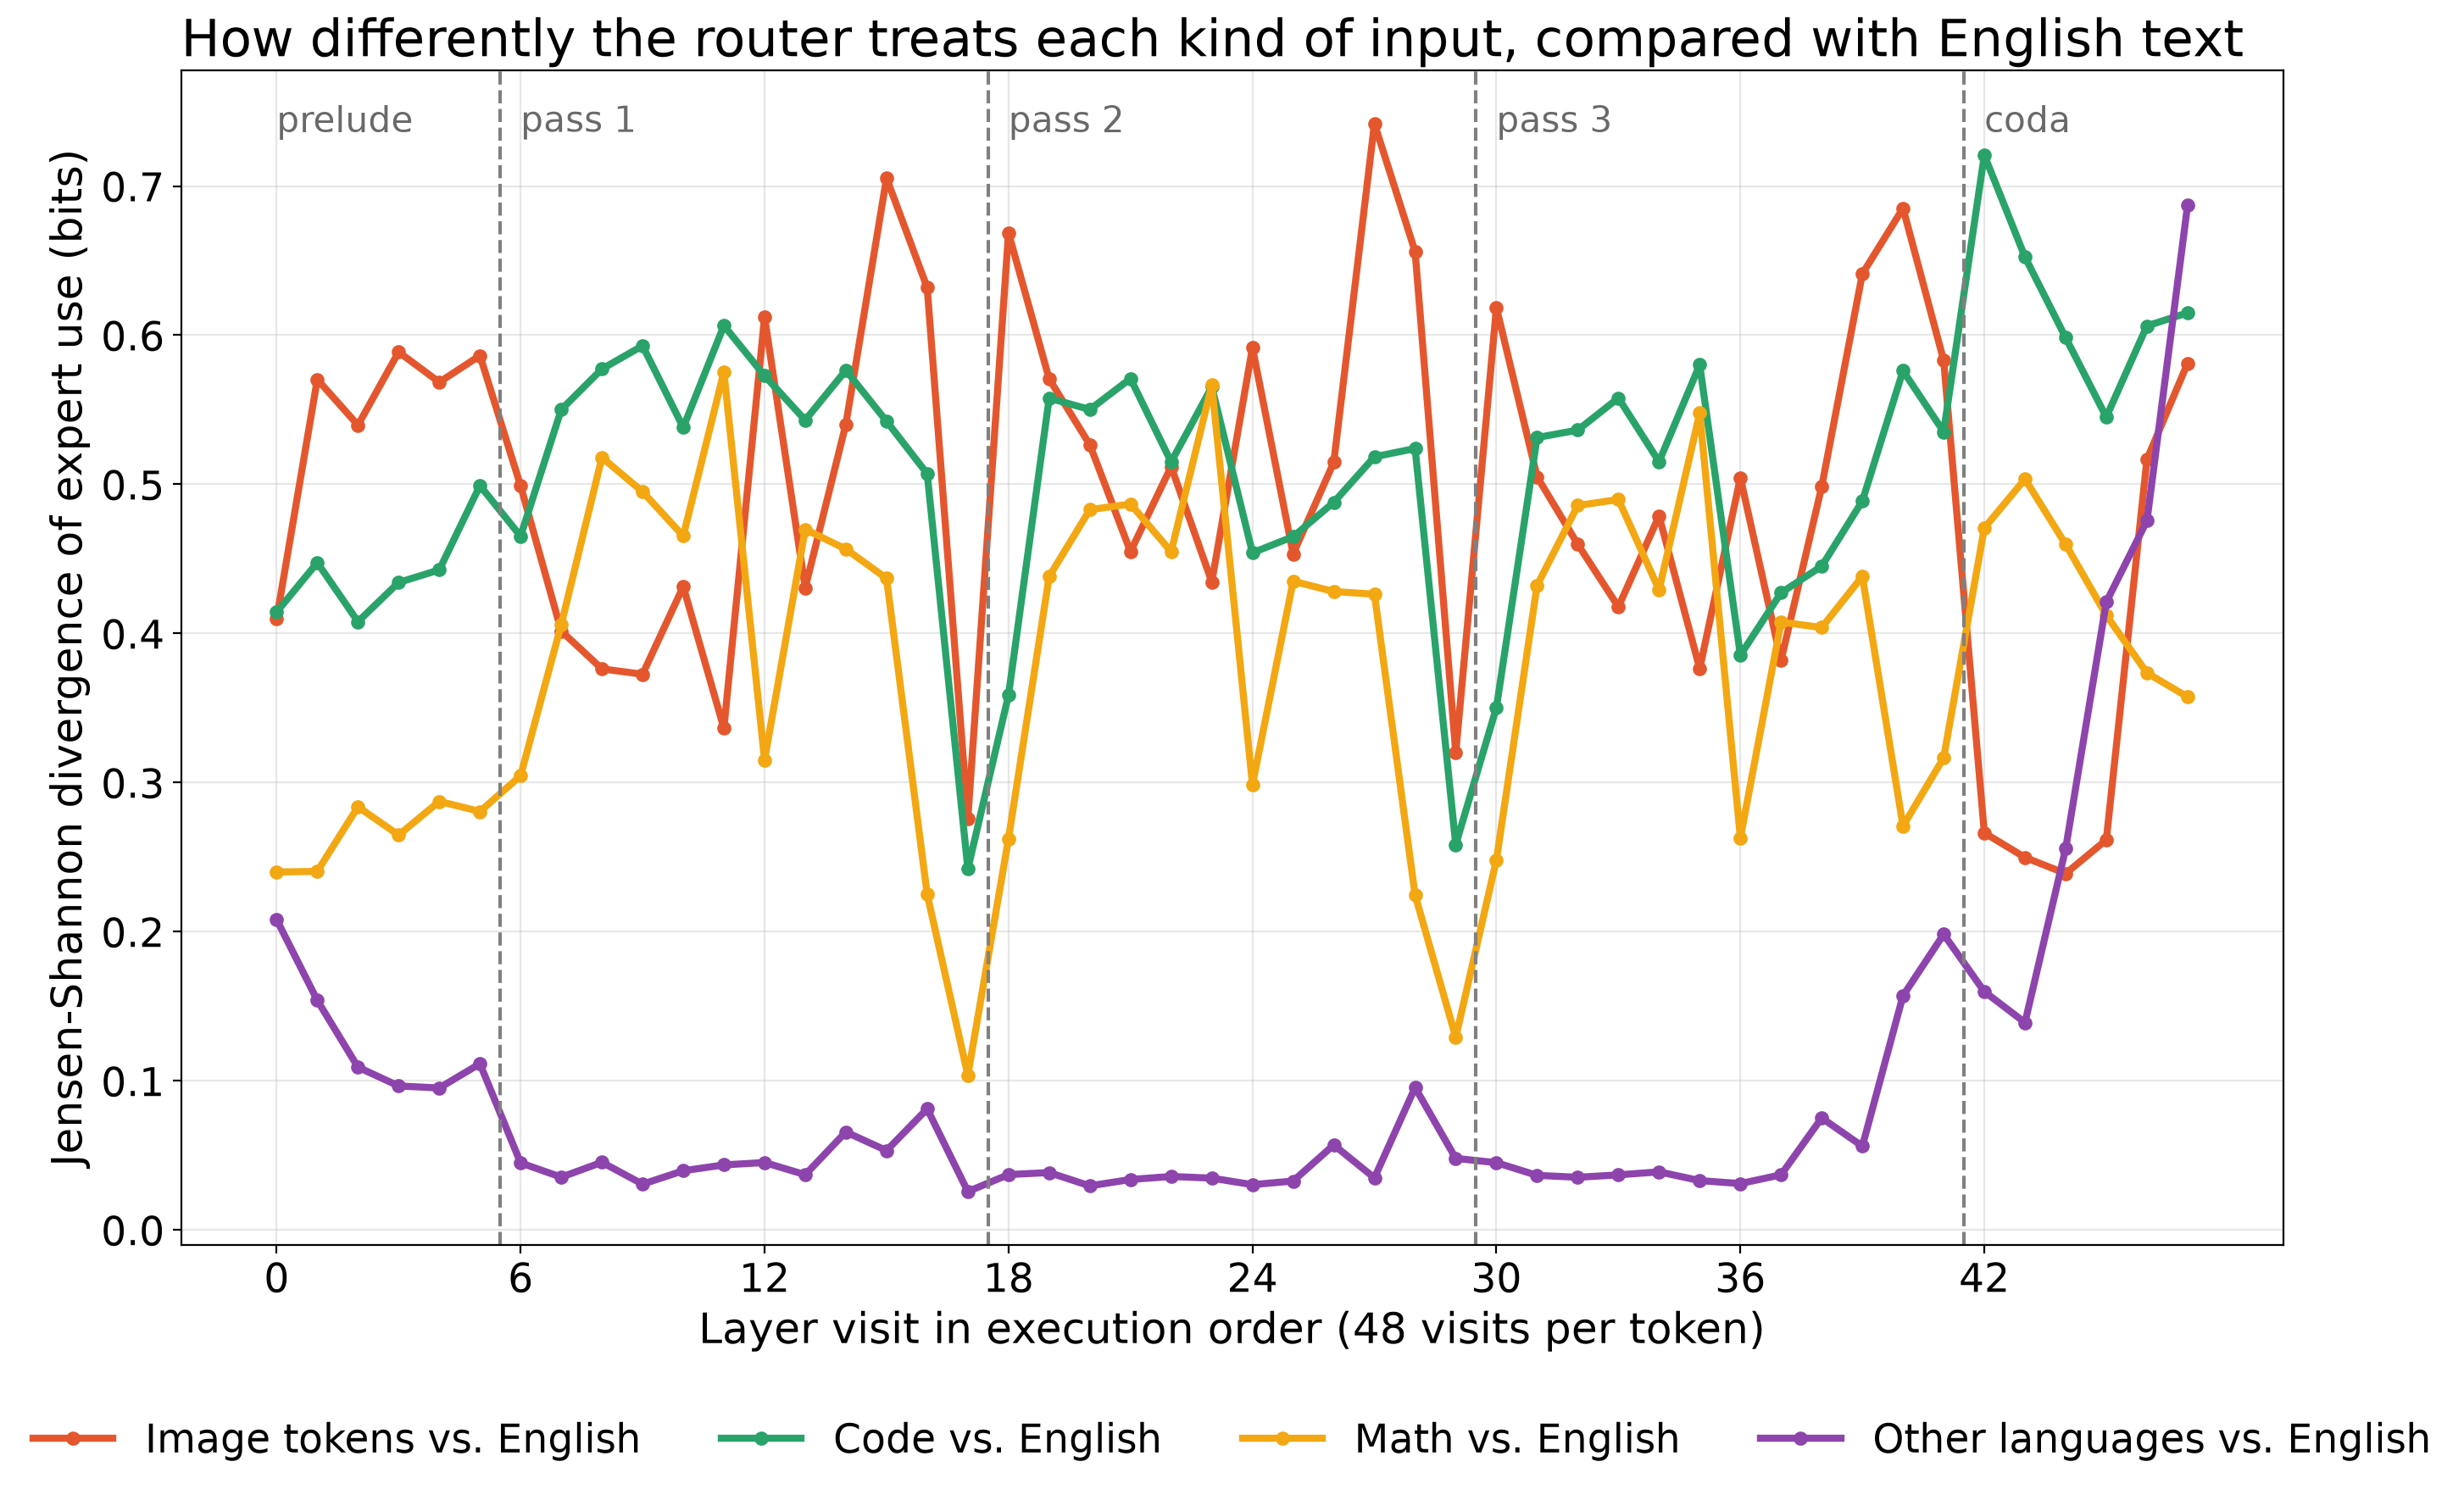 How differently the router treats each kind of input, compared with English text
prelude
pass 1
pass 2
pass 3
coda
Jensen-Shannon divergence of expert use (bits)
0.7
0.6
0.5
0.4
0.3
0.2
0.1
0.0
0 6 12 18 24 30 36 42
Layer visit in execution order (48 visits per token)
Image tokens vs. English Code vs. English Math vs. English Other languages vs. English